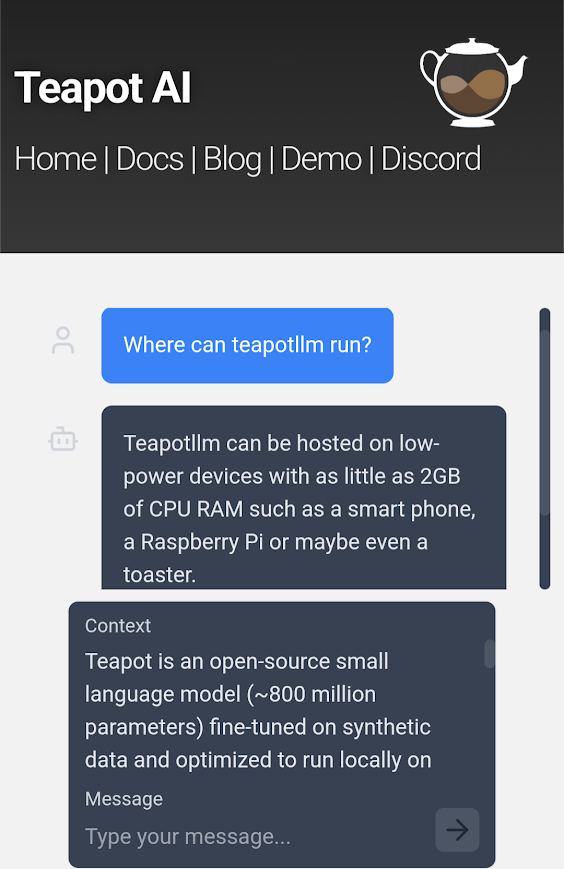 Teapot AI
Home | Docs | Blog | Demo | Discord
Where can teapotllm run?
Teapotllm can be hosted on low-
power devices with as little as 2GB
of CPU RAM such as a smart phone,
a Raspberry Pi or maybe even a
toaster.
Context
Teapot is an open-source small
language model (~800 million
parameters) fine-tuned on synthetic
data and optimized to run locally on
Message
Type your message...